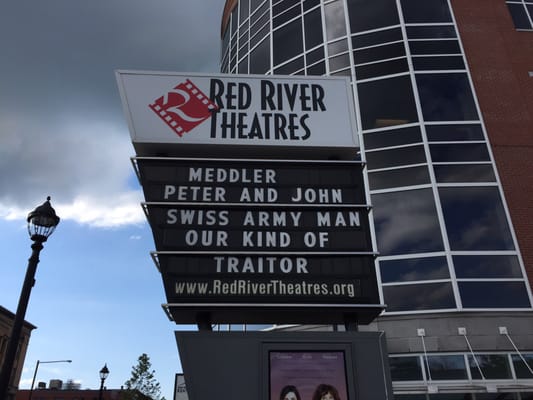 RED RIVER
THEATRES
MEDDLER
PETER AND JOHN
SWISS ARMY MAN
OUR KIND OF
TRAITOR
www.RedRiverTheatres.org